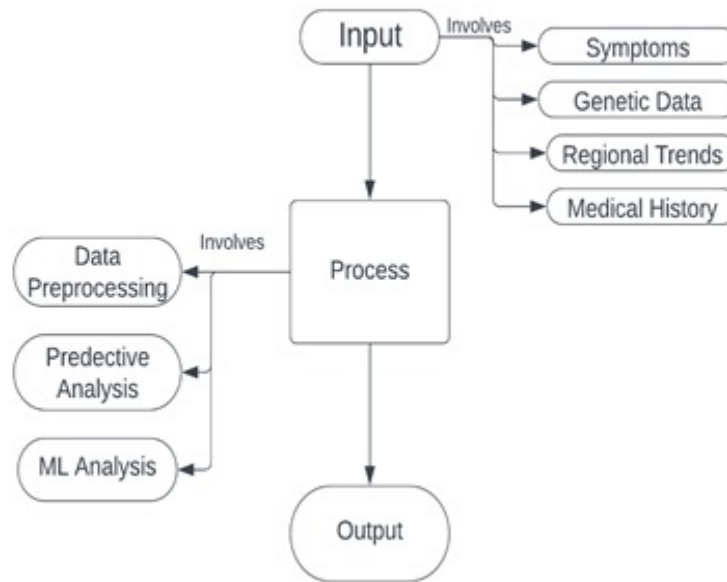 Input
Involves
Symptoms
Genetic Data
Regional Trends
Medical History
Involves
Data
Preprocessing
Process
Predective
Analysis
ML Analysis
Output